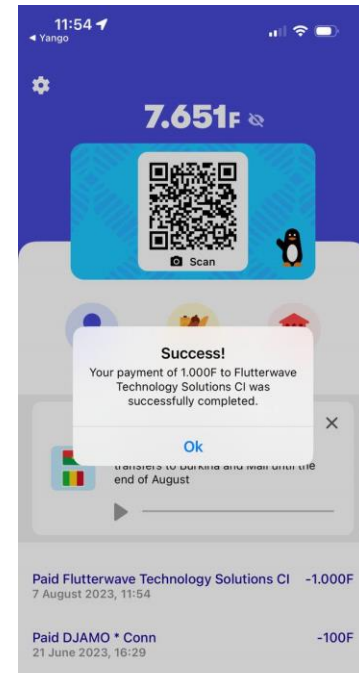 11:54
◀ Yango
7.651F
Scan
Success!
Your payment of 1.000F to Flutterwave
Technology Solutions CI was
successfully completed.
Ok
transfers to Burkina and Mali until the
end of August
Paid Flutterwave Technology Solutions CI -1.000F
7 August 2023, 11:54
Paid DJAMO * Conn -100F
21 June 2023, 16:29